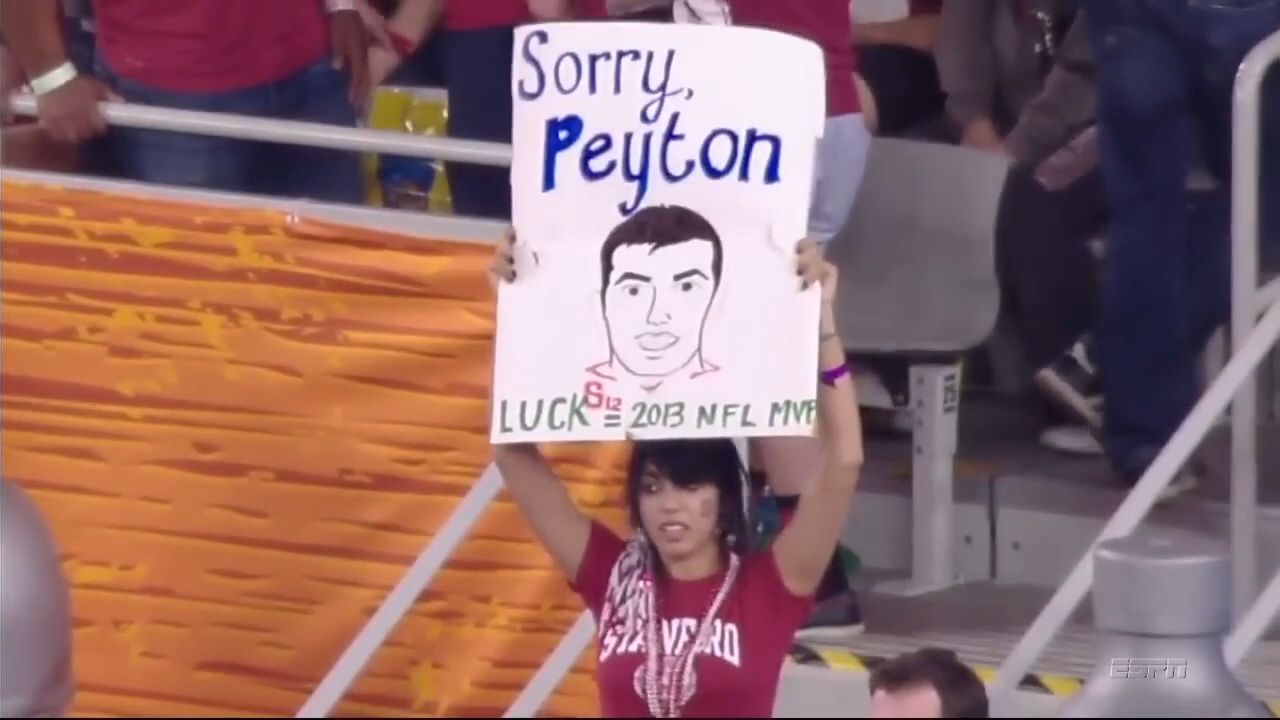 Sorry,
Peyton
LUCK S12 = 2013 NFL MVP
STANFORD
ESPN